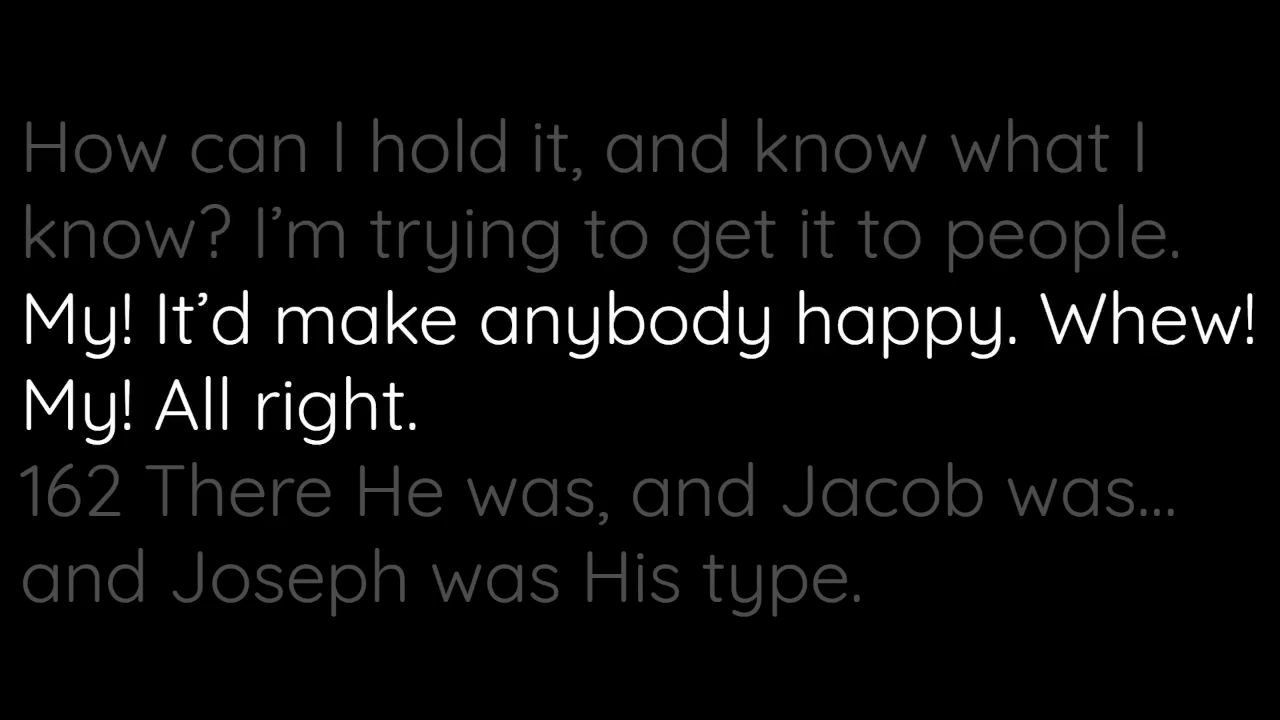 How can I hold it, and know what I
know? I’m trying to get it to people.
My! It’d make anybody happy. Whew!
My! All right.
162 There He was, and Jacob was...
and Joseph was His type.